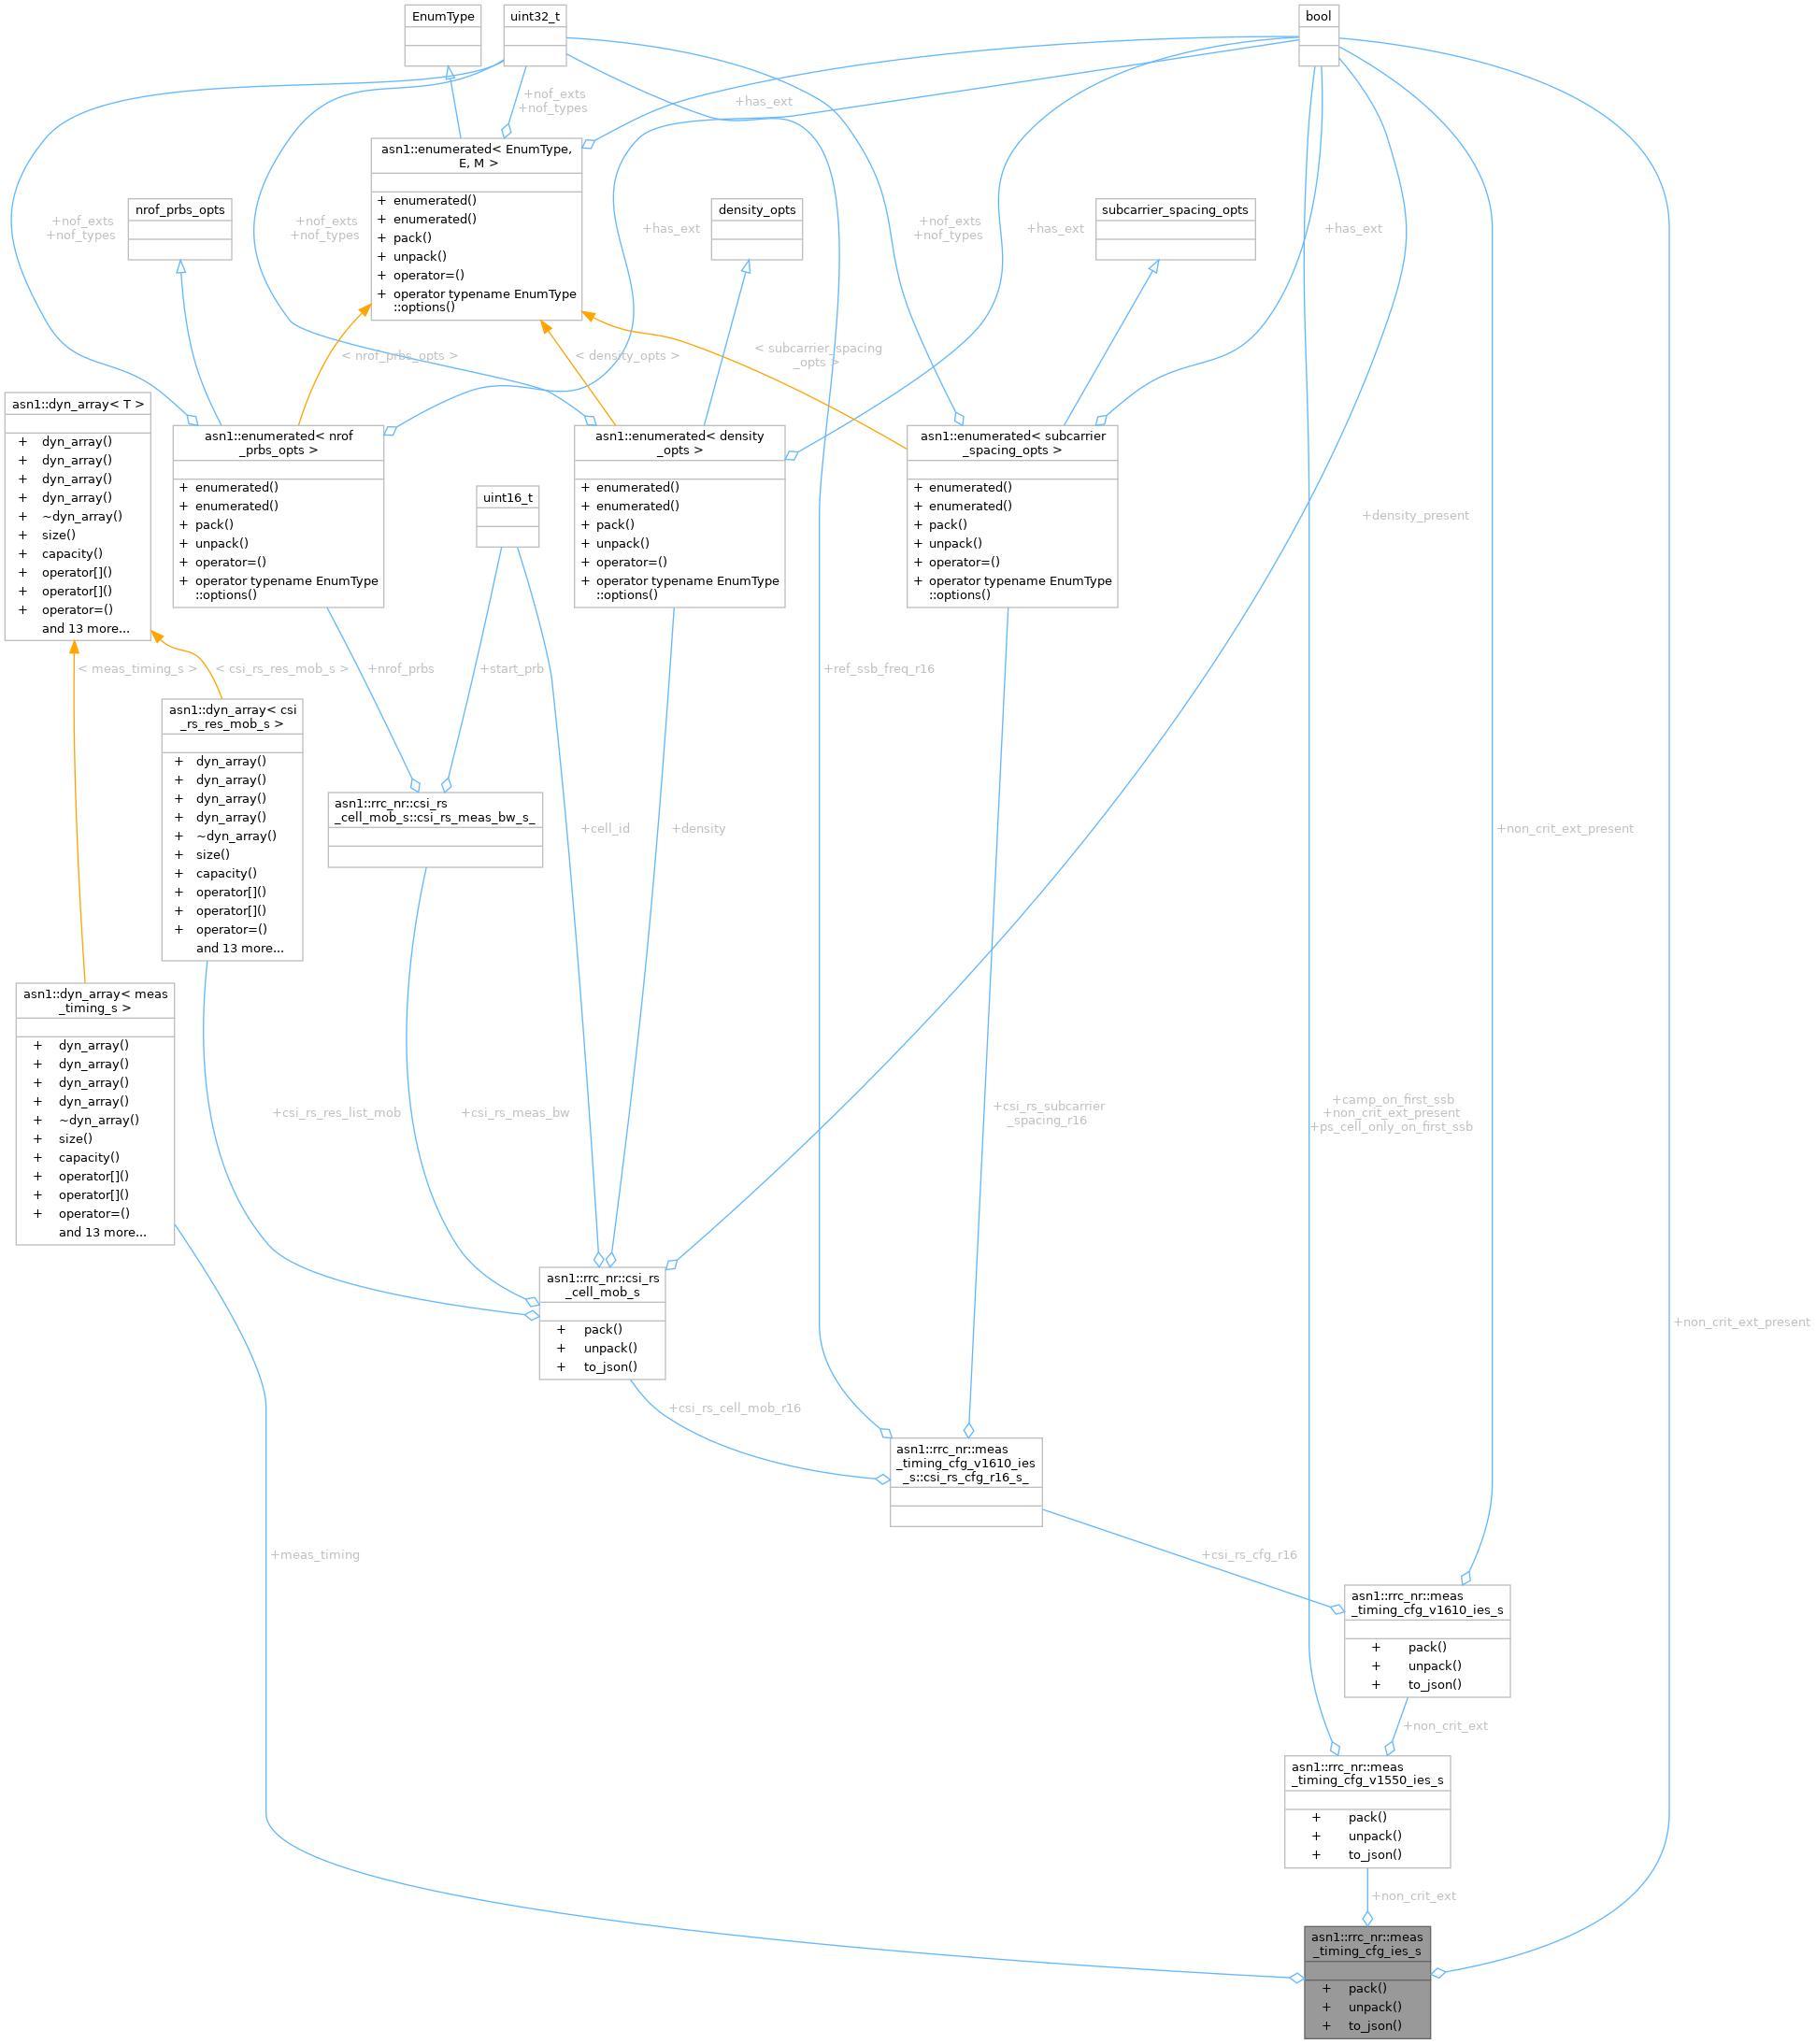 EnumType
uint32_t
bool
+nof_exts
+nof_types
+has_ext
asn1::enumerated< EnumType,
E, M >
+ enumerated()
+ enumerated()
+ pack()
+ unpack()
+ operator=()
+ operator typename EnumType
::options()
nrof_prbs_opts
density_opts
subcarrier_spacing_opts
+nof_exts
+nof_types
+nof_exts
+nof_types
+has_ext
+nof_exts
+nof_types
+has_ext
+has_ext
< nrof_prbs_opts >
< density_opts >
< subcarrier_spacing
_opts >
asn1::dyn_array< T >
+ dyn_array()
+ dyn_array()
+ dyn_array()
+ dyn_array()
+ ~dyn_array()
+ size()
+ capacity()
+ operator[]()
+ operator[]()
+ operator=()
and 13 more...
asn1::enumerated< nrof
_prbs_opts >
+ enumerated()
+ enumerated()
+ pack()
+ unpack()
+ operator=()
+ operator typename EnumType
::options()
uint16_t
asn1::enumerated< density
_opts >
+ enumerated()
+ enumerated()
+ pack()
+ unpack()
+ operator=()
+ operator typename EnumType
::options()
asn1::enumerated< subcarrier
_spacing_opts >
+ enumerated()
+ enumerated()
+ pack()
+ unpack()
+ operator=()
+ operator typename EnumType
::options()
+density_present
< meas_timing_s >
< csi_rs_res_mob_s >
+nrof_prbs
+start_prb
+ref_ssb_freq_r16
asn1::dyn_array< csi
_rs_res_mob_s >
+ dyn_array()
+ dyn_array()
+ dyn_array()
+ dyn_array()
+ ~dyn_array()
+ size()
+ capacity()
+ operator[]()
+ operator[]()
+ operator=()
and 13 more...
asn1::rrc_nr::csi_rs
_cell_mob_s::csi_rs_meas_bw_s_
+cell_id
+density
+non_crit_ext_present
asn1::dyn_array< meas
_timing_s >
+ dyn_array()
+ dyn_array()
+ dyn_array()
+ dyn_array()
+ ~dyn_array()
+ size()
+ capacity()
+ operator[]()
+ operator[]()
+ operator=()
and 13 more...
+csi_rs_res_list_mob
+csi_rs_meas_bw
+csi_rs_subcarrier
_spacing_r16
+camp_on_first_ssb
+non_crit_ext_present
+ps_cell_only_on_first_ssb
asn1::rrc_nr::csi_rs
_cell_mob_s
+ pack()
+ unpack()
+ to_json()
+non_crit_ext_present
+csi_rs_cell_mob_r16
asn1::rrc_nr::meas
_timing_cfg_v1610_ies
_s::csi_rs_cfg_r16_s_
+meas_timing
+csi_rs_cfg_r16
asn1::rrc_nr::meas
_timing_cfg_v1610_ies_s
+ pack()
+ unpack()
+ to_json()
+non_crit_ext
asn1::rrc_nr::meas
_timing_cfg_v1550_ies_s
+ pack()
+ unpack()
+ to_json()
+non_crit_ext
asn1::rrc_nr::meas
_timing_cfg_ies_s
+ pack()
+ unpack()
+ to_json()